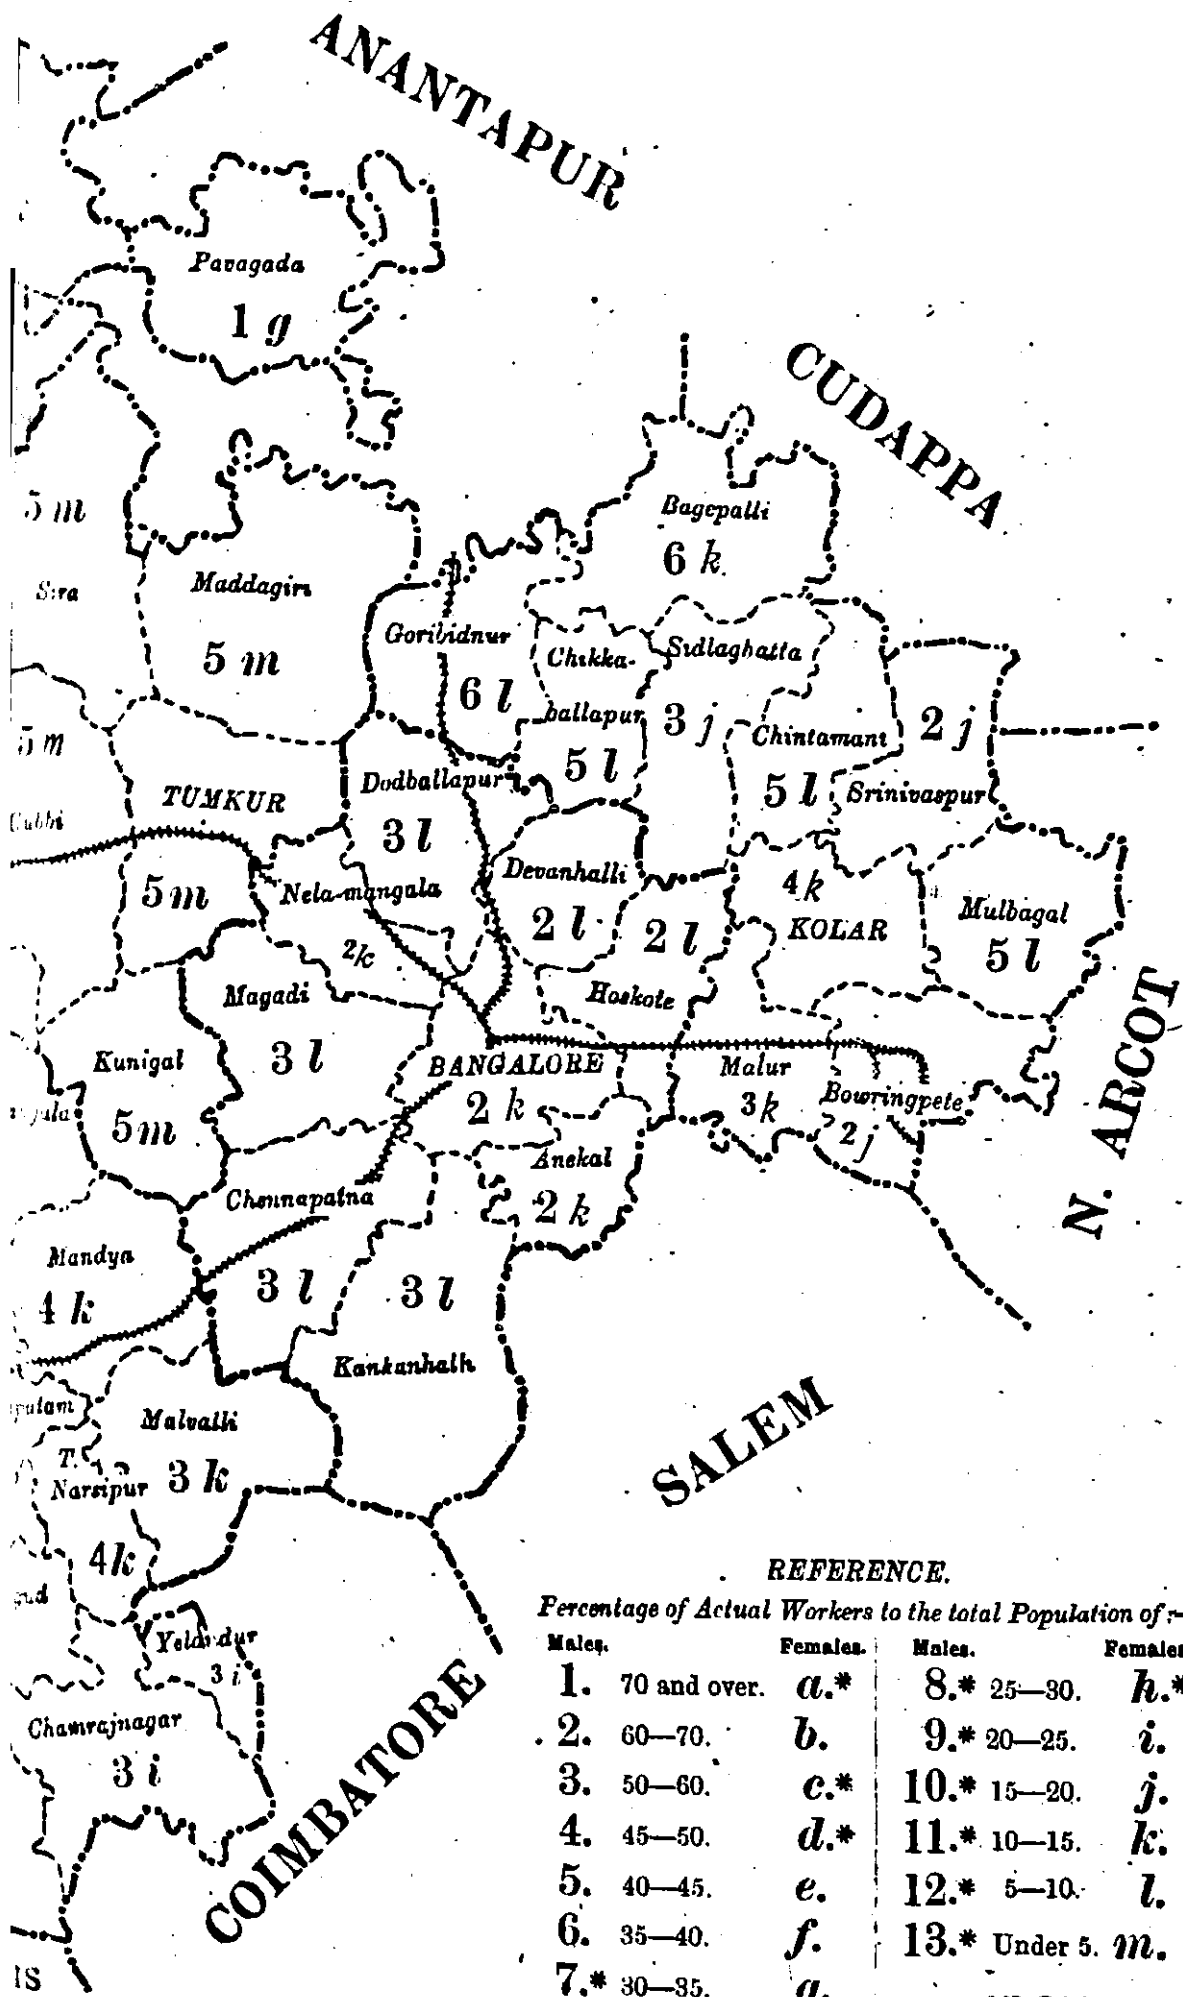 ANANTAPUR
Pavagada
1 g
CUDAPPA
5 m
Bagepalli
6 k.
Sira
Maddagiri
5 m
Goribidnur
6 l
Chikka-
ballapur
5 l
Sidlaghatta
3 j
Chintamani
5 l
2 j
Srinivaspur
5 m
TUMKUR
5 m
Gubbi
Dodballapur
3 l
Nela-mangala
2 k
Devanhalli
2 l
2 l
Hoskote
4 k
KOLAR
Mulbagal
5 l
N. ARCOT
Magadi
3 l
Kunigal
5 m
BANGALORE
2 k
Malur
3 k
Bowringpete
2 j
Anekal
2 k
Chennapatna
3 l
3 l
Kankanhalli
Mandya
4 k
Malvalli
3 k
T.
Narsipur
4 k
SALEM
Yelandur
3 i
Chamrajnagar
3 i
COIMBATORE
IS
REFERENCE.
Percentage of Actual Workers to the total Population of:-
Males. Females. Males. Females
1. 70 and over. a.* 8.* 25—30. h.*
2. 60—70. b. 9.* 20—25. i.
3. 50—60. c.* 10.* 15—20. j.
4. 45—50. d.* 11.* 10—15. k.
5. 40—45. e. 12.* 5—10. l.
6. 35—40. f. 13.* Under 5. m.
7.* 30—35. g.